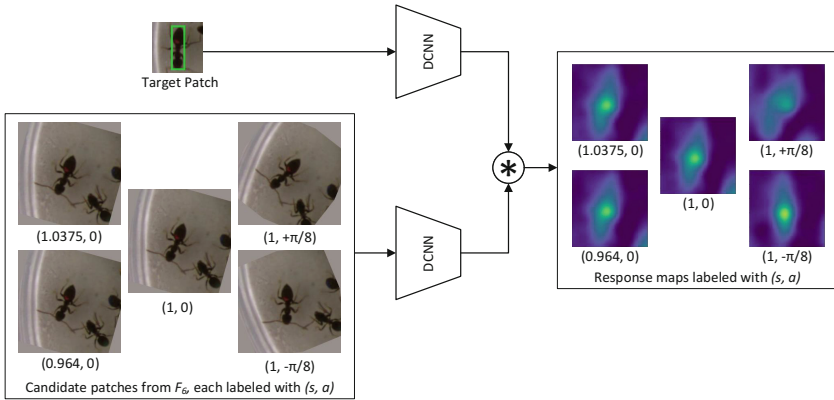 Target Patch
DCNN
(1.0375, 0)
(1, +π/8)
(1, 0)
(0.964, 0)
(1, -π/8)
Candidate patches from F₆, each labeled with (s, a)
DCNN
*
(1.0375, 0)
(1, +π/8)
(1, 0)
(0.964, 0)
(1, -π/8)
Response maps labeled with (s, a)